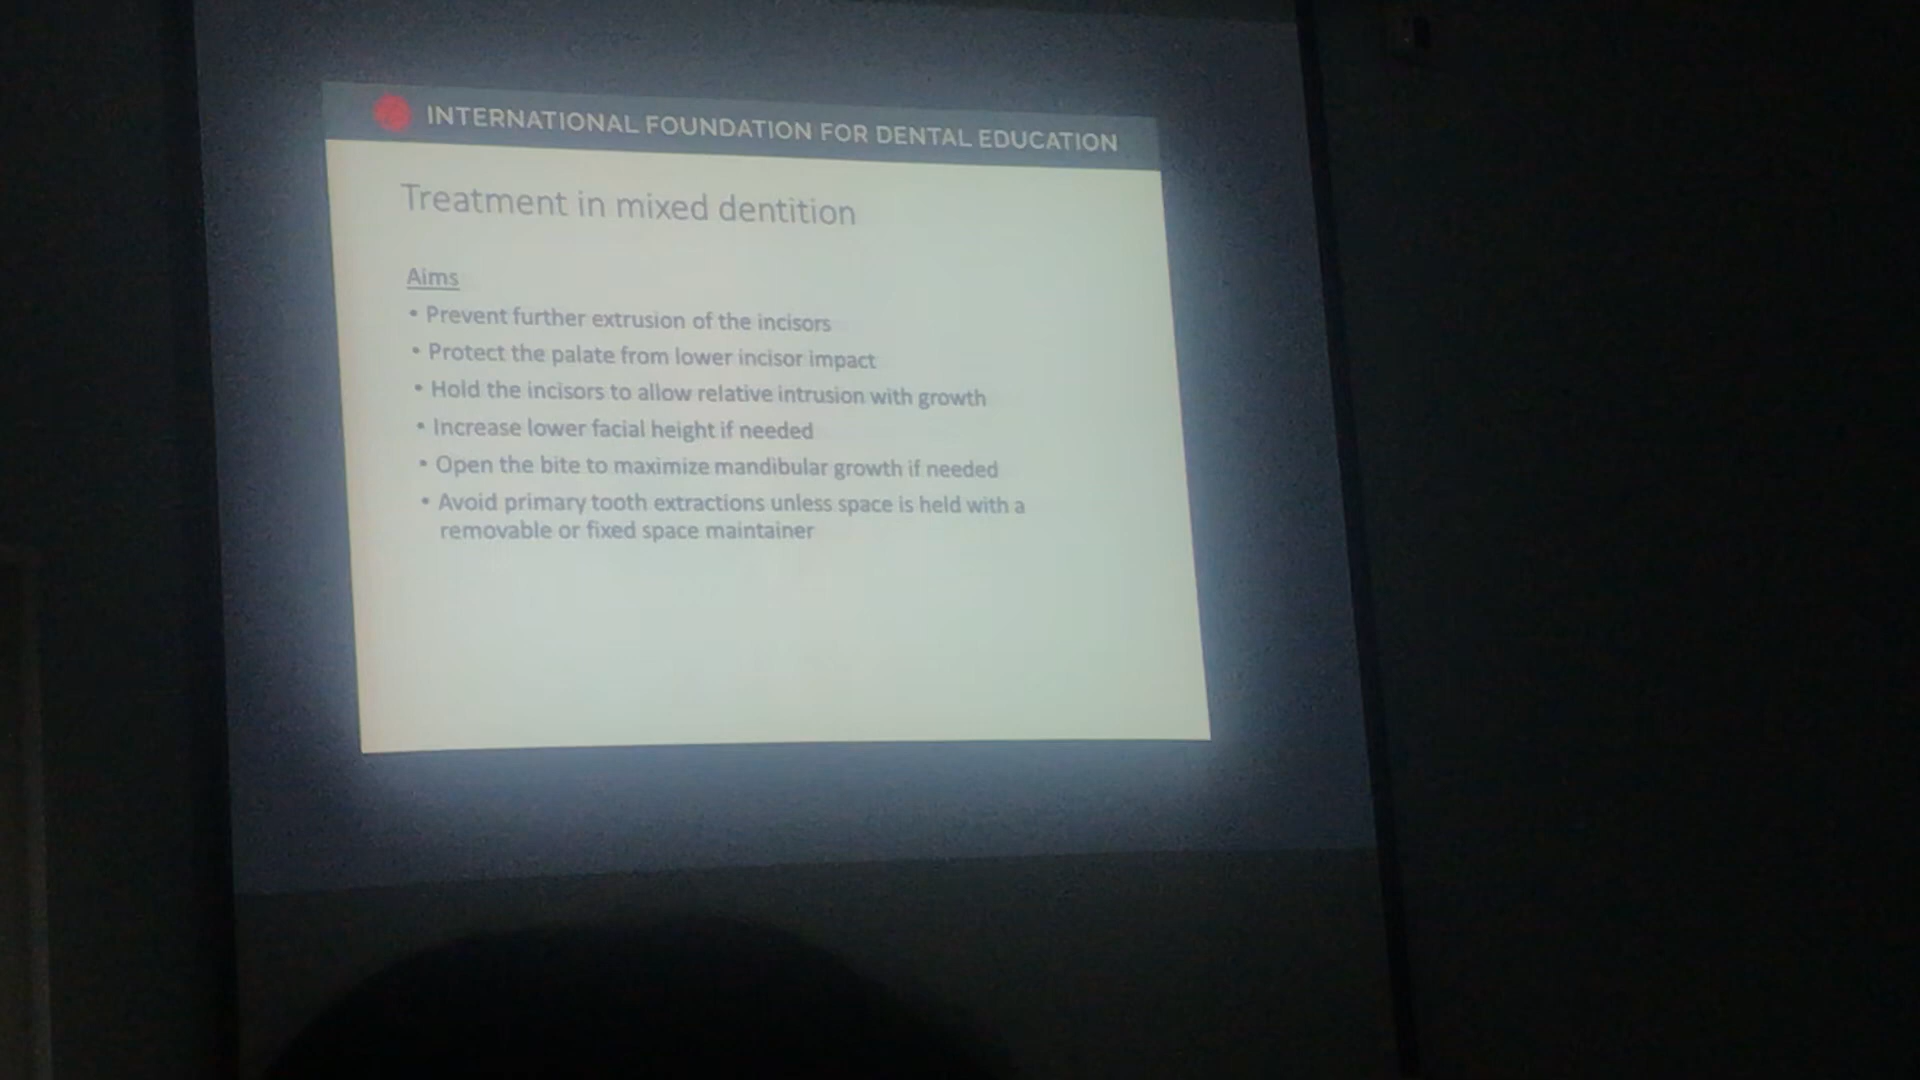 INTERNATIONAL FOUNDATION FOR DENTAL EDUCATION
Treatment in mixed dentition
Aims
• Prevent further extrusion of the incisors
• Protect the palate from lower incisor impact
• Hold the incisors to allow relative intrusion with growth
• Increase lower facial height if needed
• Open the bite to maximize mandibular growth if needed
• Avoid primary tooth extractions unless space is held with a
removable or fixed space maintainer